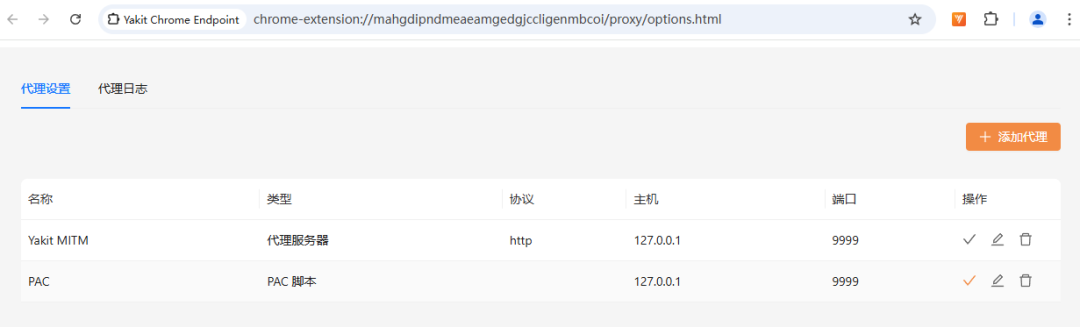 Yakit Chrome Endpoint chrome-extension://mahgdipndmeaeamgedgjccligenmbcoi/proxy/options.html
代理设置 代理日志
添加代理
名称 类型 协议 主机 端口 操作
Yakit MITM 代理服务器 http 127.0.0.1 9999
PAC PAC 脚本 127.0.0.1 9999